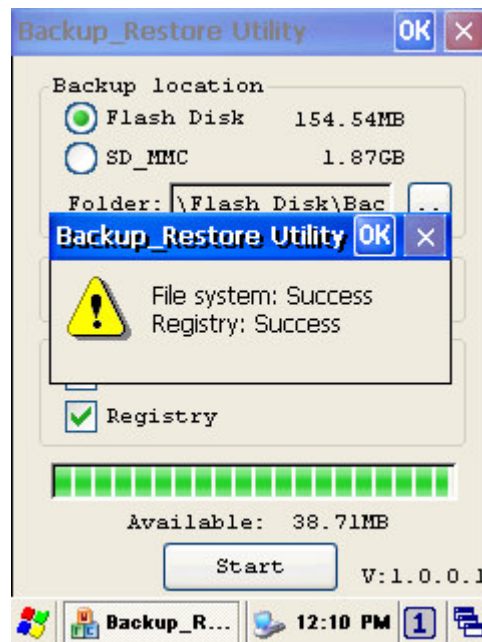 Backup_Restore Utility OK
Backup location
Flash Disk 154.54MB
SD_MMC 1.87GB
Folder: \Flash Disk\Bac ..
Backup_Restore Utility OK
File system: Success
Registry: Success
Registry
Available: 38.71MB
Start
V:1.0.0.1
Backup_R... 12:10 PM 1